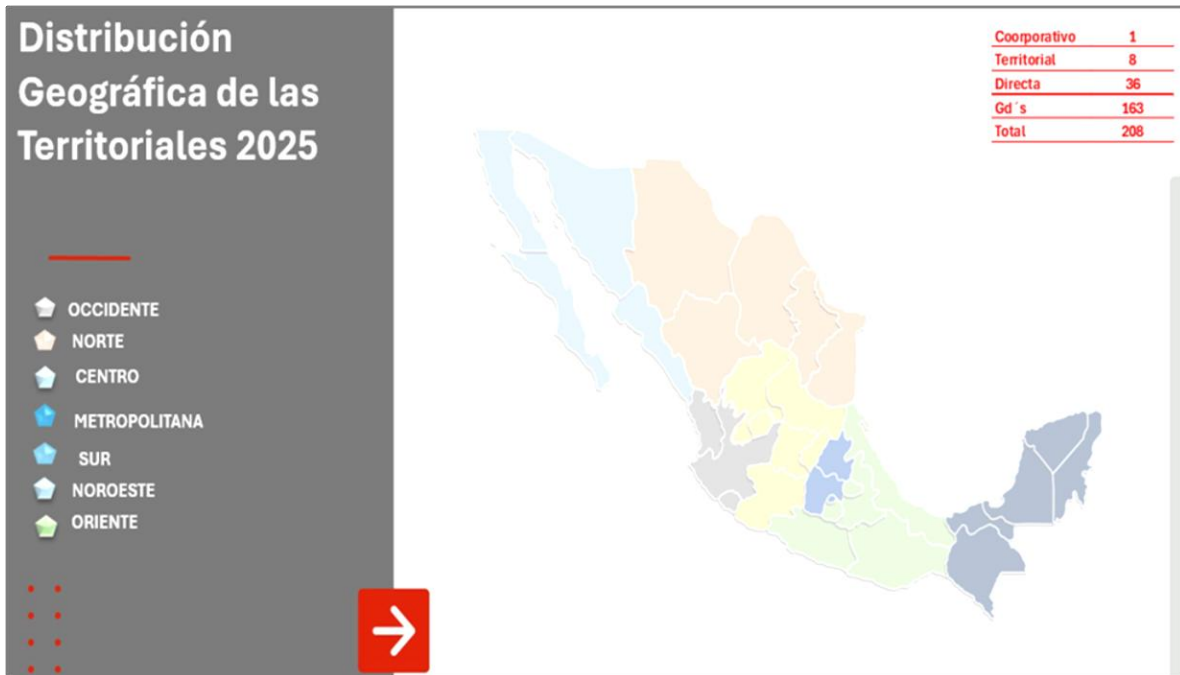 Distribución
Geográfica de las
Territoriales 2025
OCCIDENTE
NORTE
CENTRO
METROPOLITANA
SUR
NOROESTE
ORIENTE
Coorporativo 1
Territorial 8
Directa 36
Gd´s 163
Total 208